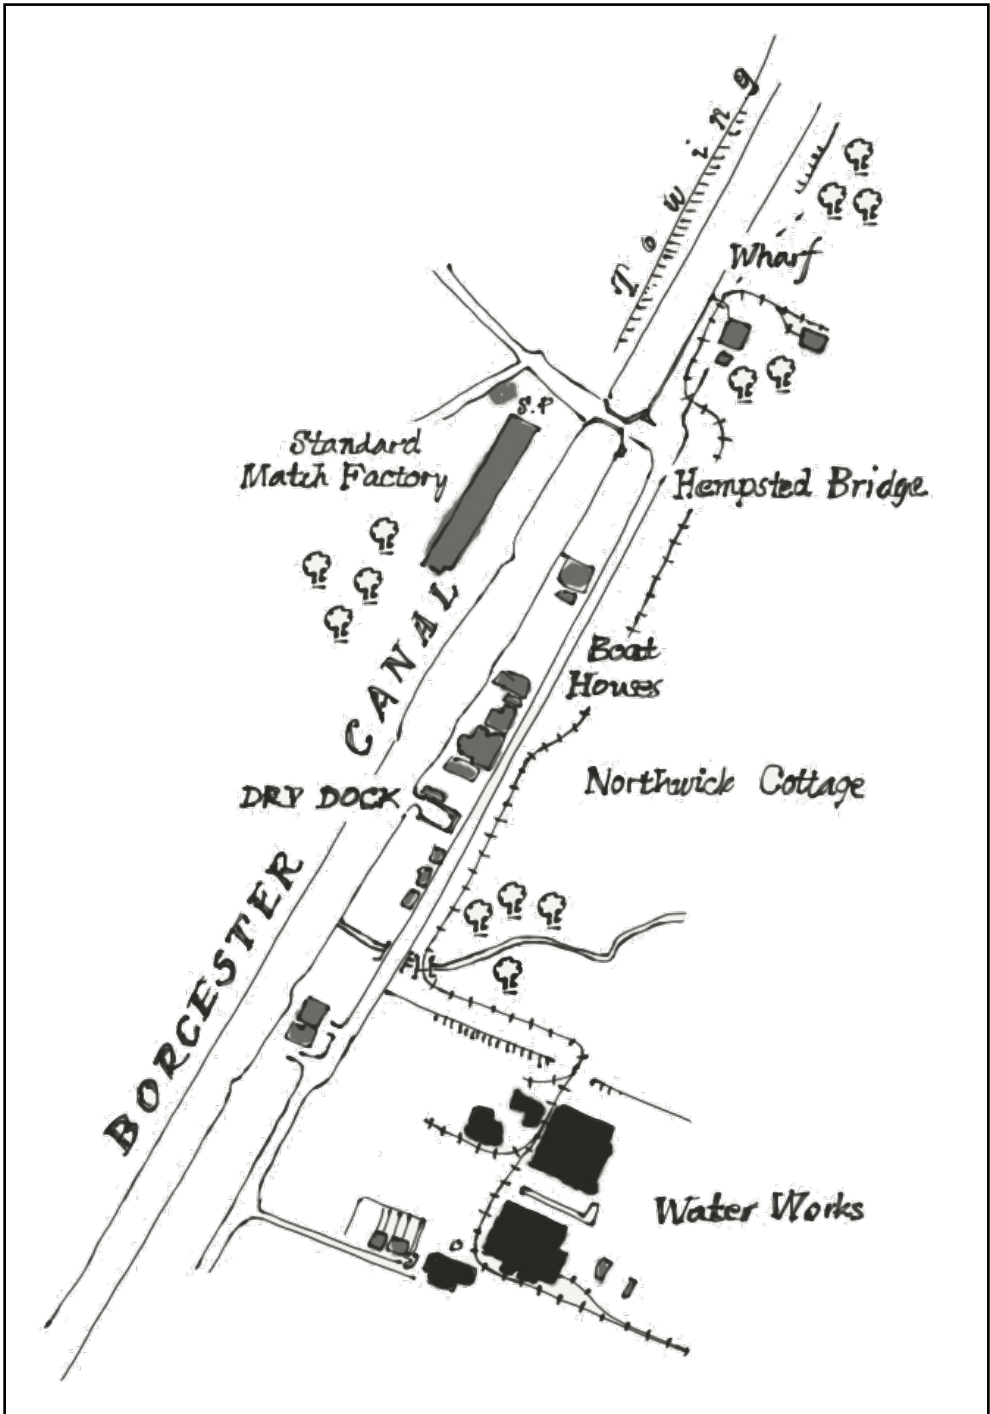 Towing
Wharf
S.P
Standard
Match Factory
Hempsted Bridge
CANAL
Boat
Houses
Northwick Cottage
DRY DOCK
BORCESTER
Water Works